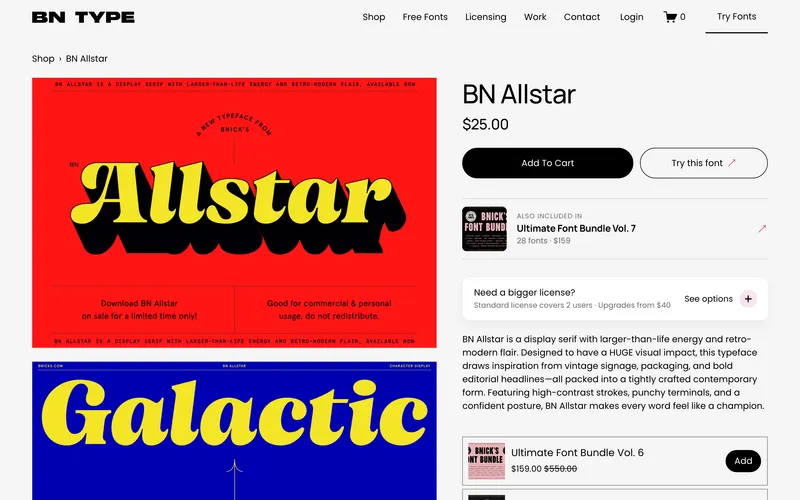 BN TYPE
Shop
Free Fonts
Licensing
Work
Contact
Login
0
Try Fonts
Shop › BN Allstar
BN ALLSTAR IS A DISPLAY SERIF WITH LARGER-THAN-LIFE ENERGY AND RETRO-MODERN FLAIR, AVAILABLE NOW
A NEW TYPEFACE FROM
BNICK'S
BN
Allstar
Download BN Allstar
on sale for a limited time only!
Good for commercial & personal
usage, do not redistribute.
BN ALLSTAR IS A DISPLAY SERIF WITH LARGER-THAN-LIFE ENERGY AND RETRO-MODERN FLAIR, AVAILABLE NOW
BNICKS.COM
BN ALLSTAR
CHARACTER DISPLAY
Galactic
BN Allstar
$25.00
Add To Cart
Try this font ↗
BNICK'S
FONT BUNDL
ALSO INCLUDED IN
Ultimate Font Bundle Vol. 7
28 fonts · $159
↗
Need a bigger license?
Standard license covers 2 users · Upgrades from $40
See options +
BN Allstar is a display serif with larger-than-life energy and retro-
modern flair. Designed to have a HUGE visual impact, this typeface
draws inspiration from vintage signage, packaging, and bold
editorial headlines—all packed into a tightly crafted contemporary
form. Featuring high-contrast strokes, punchy terminals, and a
confident posture, BN Allstar makes every word feel like a champion.
BNICK'S
FONT BUNDL
Ultimate Font Bundle Vol. 6
$159.00 $550.00
Add